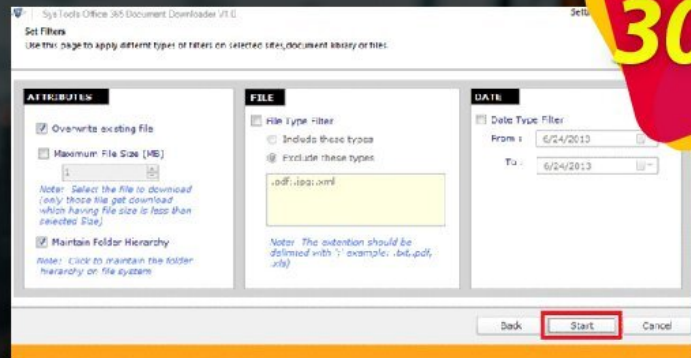 SysTools Office 365 Document Downloader V1.0
Set Filters
Use this page to apply differnt types of filters on selected sites,document library or files.
30
ATTRIBUTES
Overwrite existing file
Maximum File Size (MB)
1
Note: Select the file to download
(only those file get download
which having file size is less than
selected Size)
Maintain Folder Hierarchy
Note: Click to maintain the folder
hierarchy on file system
FILE
File Type Filter
Include these types
Exclude these types
.pdf;.jpg;.xml
Note: The extention should be
delimied with ';' example: .txt,.pdf,
.xls)
DATE
Date Type Filter
From : 6/24/2013
To : 6/24/2013
Back Start Cancel